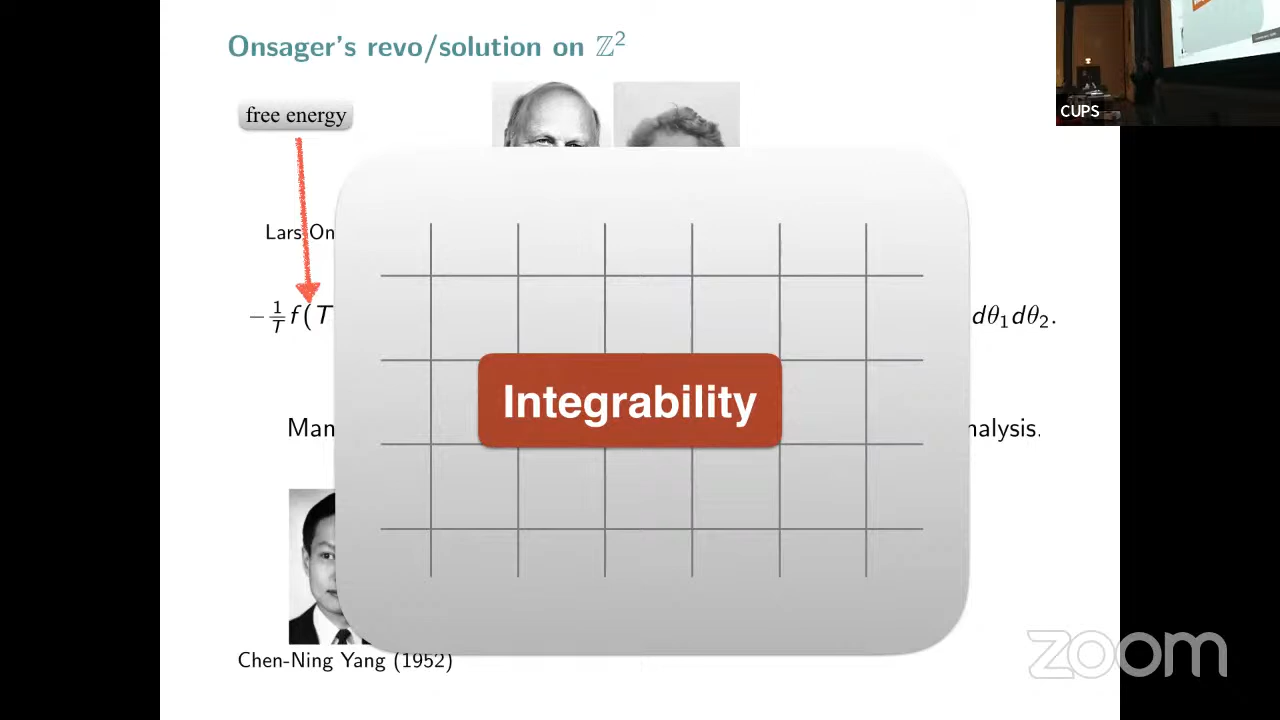 Onsager's revo/solution on ℤ²
free energy
CUPS
Lars On
−1/T f(T
dθ₁dθ₂.
Integrability
Man
nalysis.
Chen-Ning Yang (1952)
zoom